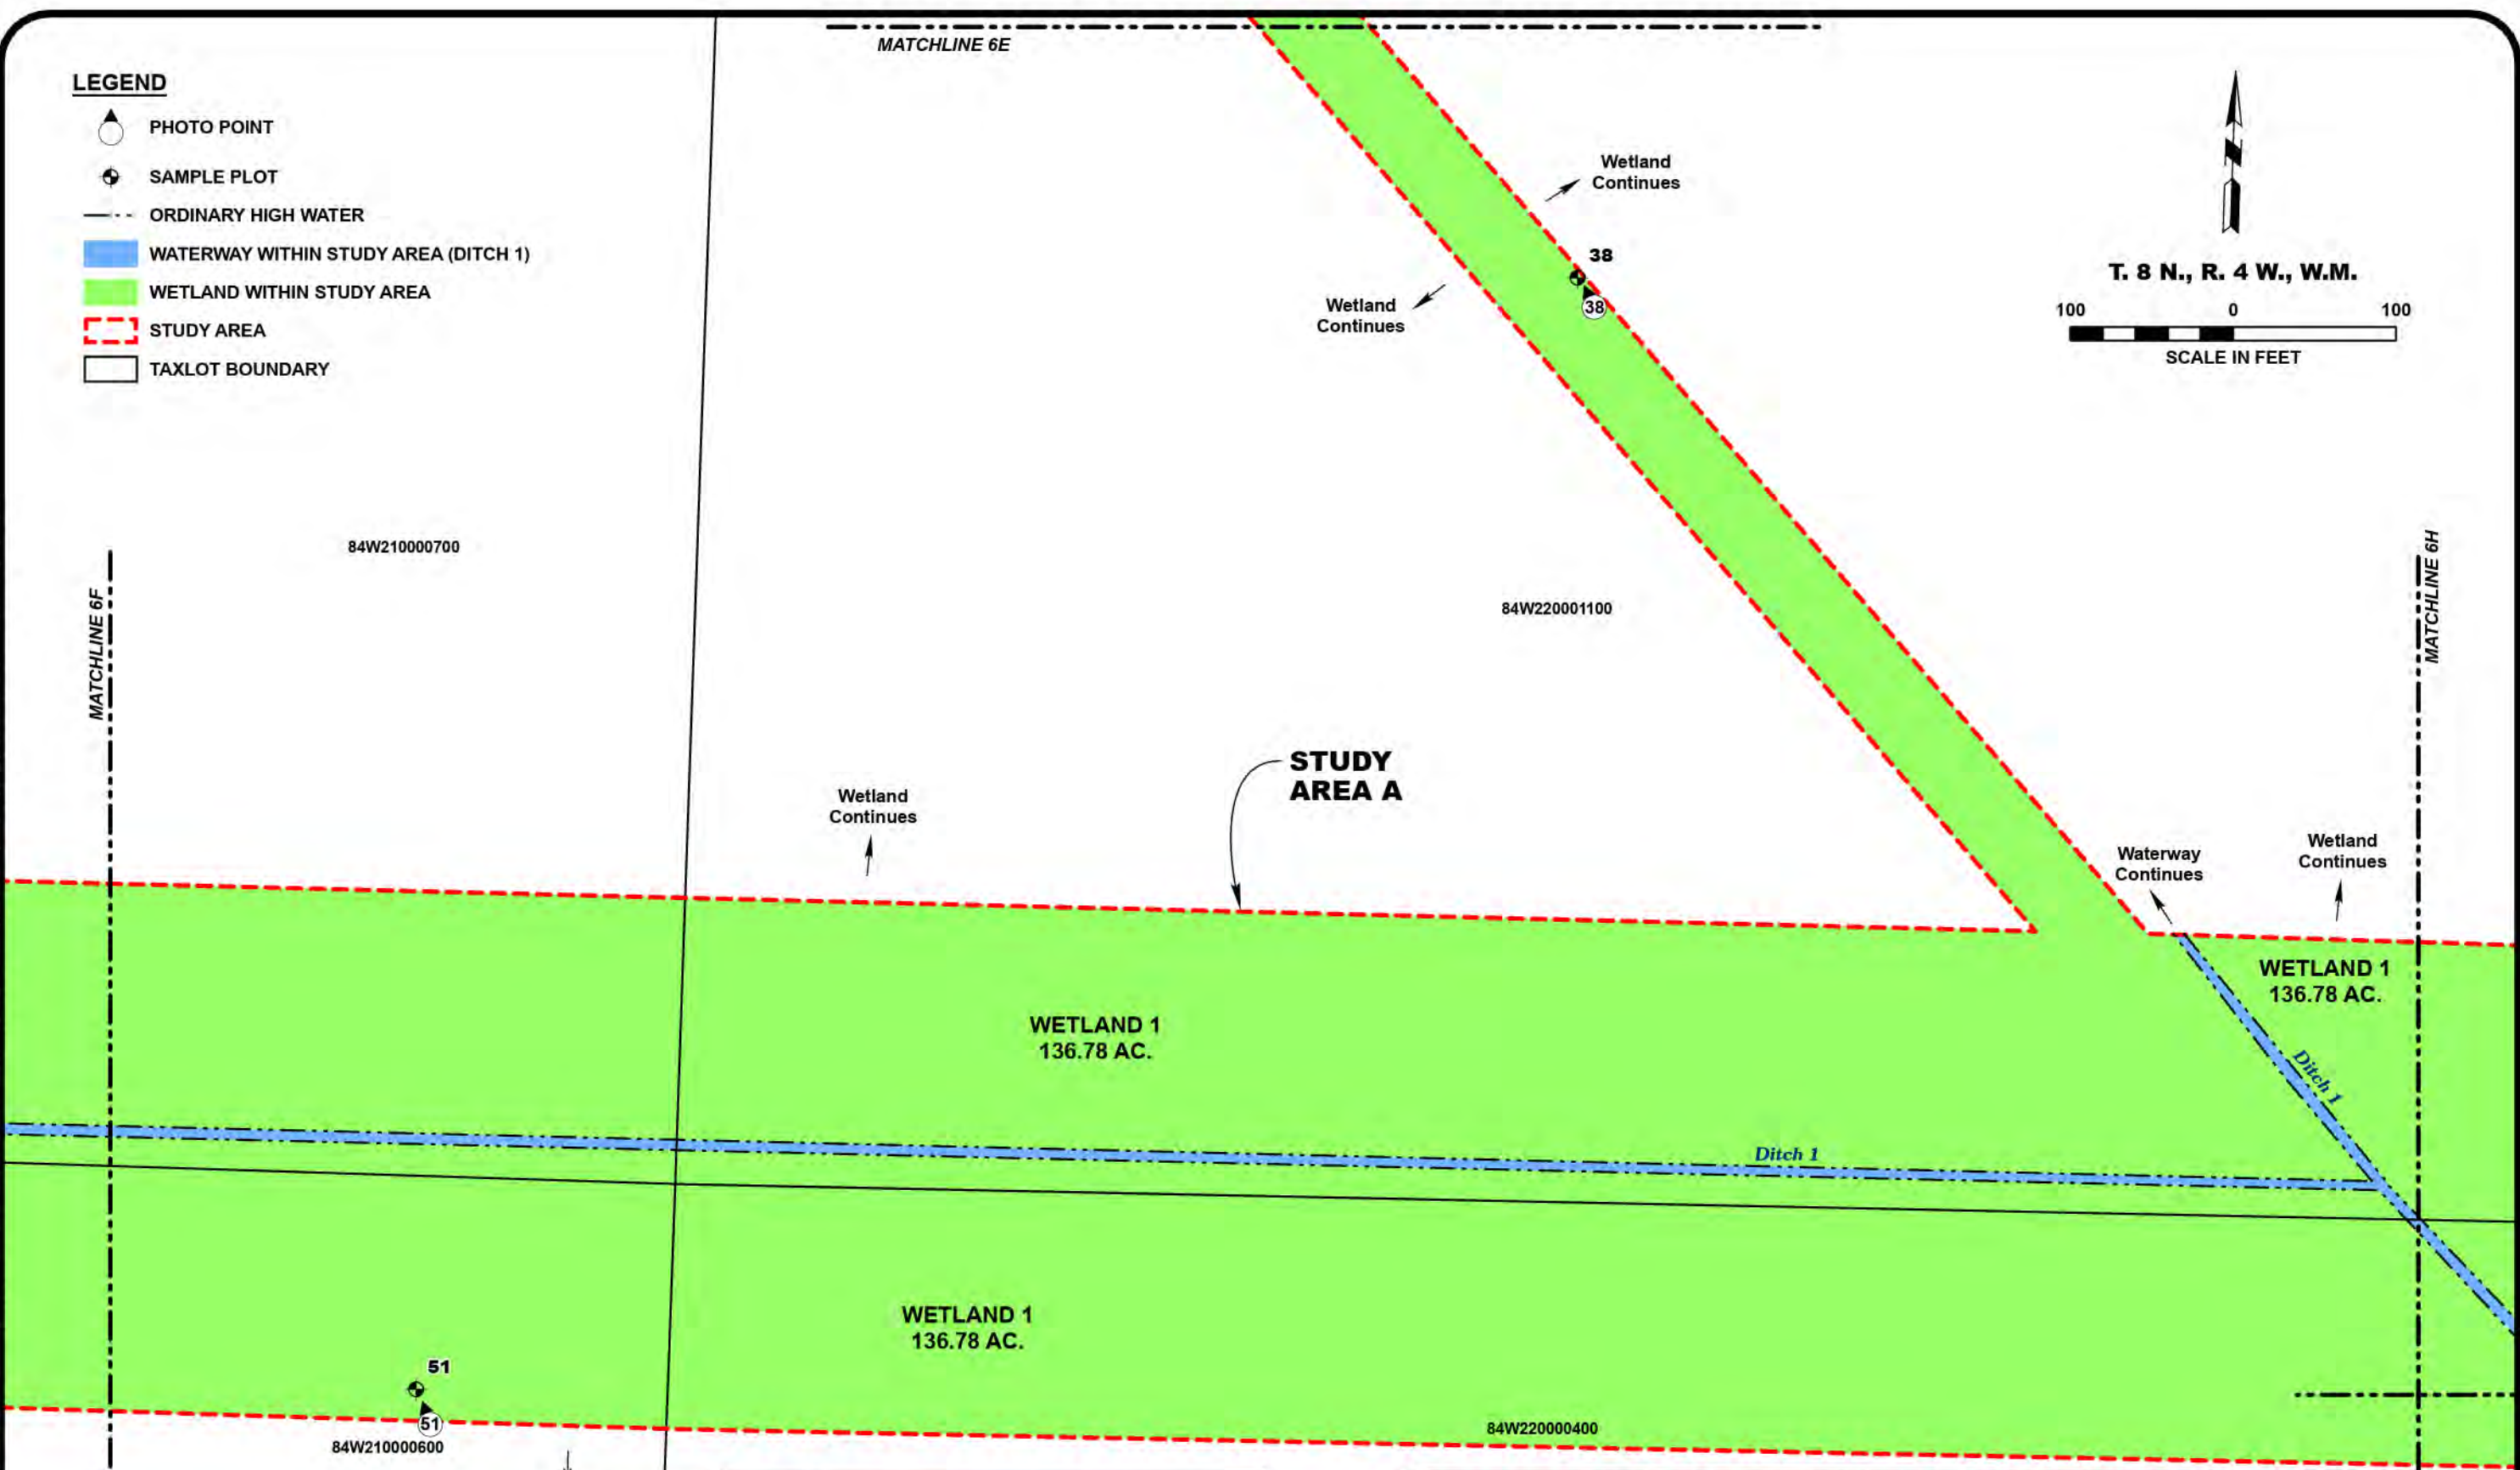 MATCHLINE 6E
LEGEND
PHOTO POINT
SAMPLE PLOT
ORDINARY HIGH WATER
WATERWAY WITHIN STUDY AREA (DITCH 1)
WETLAND WITHIN STUDY AREA
STUDY AREA
TAXLOT BOUNDARY
Wetland
Continues
38
38
Wetland
Continues
T. 8 N., R. 4 W., W.M.
100 0 100
SCALE IN FEET
84W210000700
MATCHLINE 6F
84W220001100
MATCHLINE 6H
STUDY
AREA A
Wetland
Continues
Waterway
Continues
Wetland
Continues
WETLAND 1
136.78 AC.
WETLAND 1
136.78 AC.
Ditch 1
Ditch 1
WETLAND 1
136.78 AC.
51
51
84W210000600
84W220000400